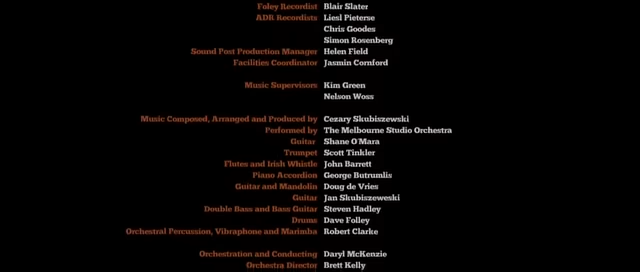 Foley Recordist Blair Slater
ADR Recordists Liesl Pieterse
Chris Goodes
Simon Rosenberg
Sound Post Production Manager Helen Field
Facilities Coordinator Jasmin Cornford
Music Supervisors Kim Green
Nelson Woss
Music Composed, Arranged and Produced by Cezary Skubiszewski
Performed by The Melbourne Studio Orchestra
Guitar Shane O'Mara
Trumpet Scott Tinkler
Flutes and Irish Whistle John Barrett
Piano Accordion George Butrumlis
Guitar and Mandolin Doug de Vries
Guitar Jan Skubiszeweski
Double Bass and Bass Guitar Steven Hadley
Drums Dave Folley
Orchestral Percussion, Vibraphone and Marimba Robert Clarke
Orchestration and Conducting Daryl McKenzie
Orchestra Director Brett Kelly